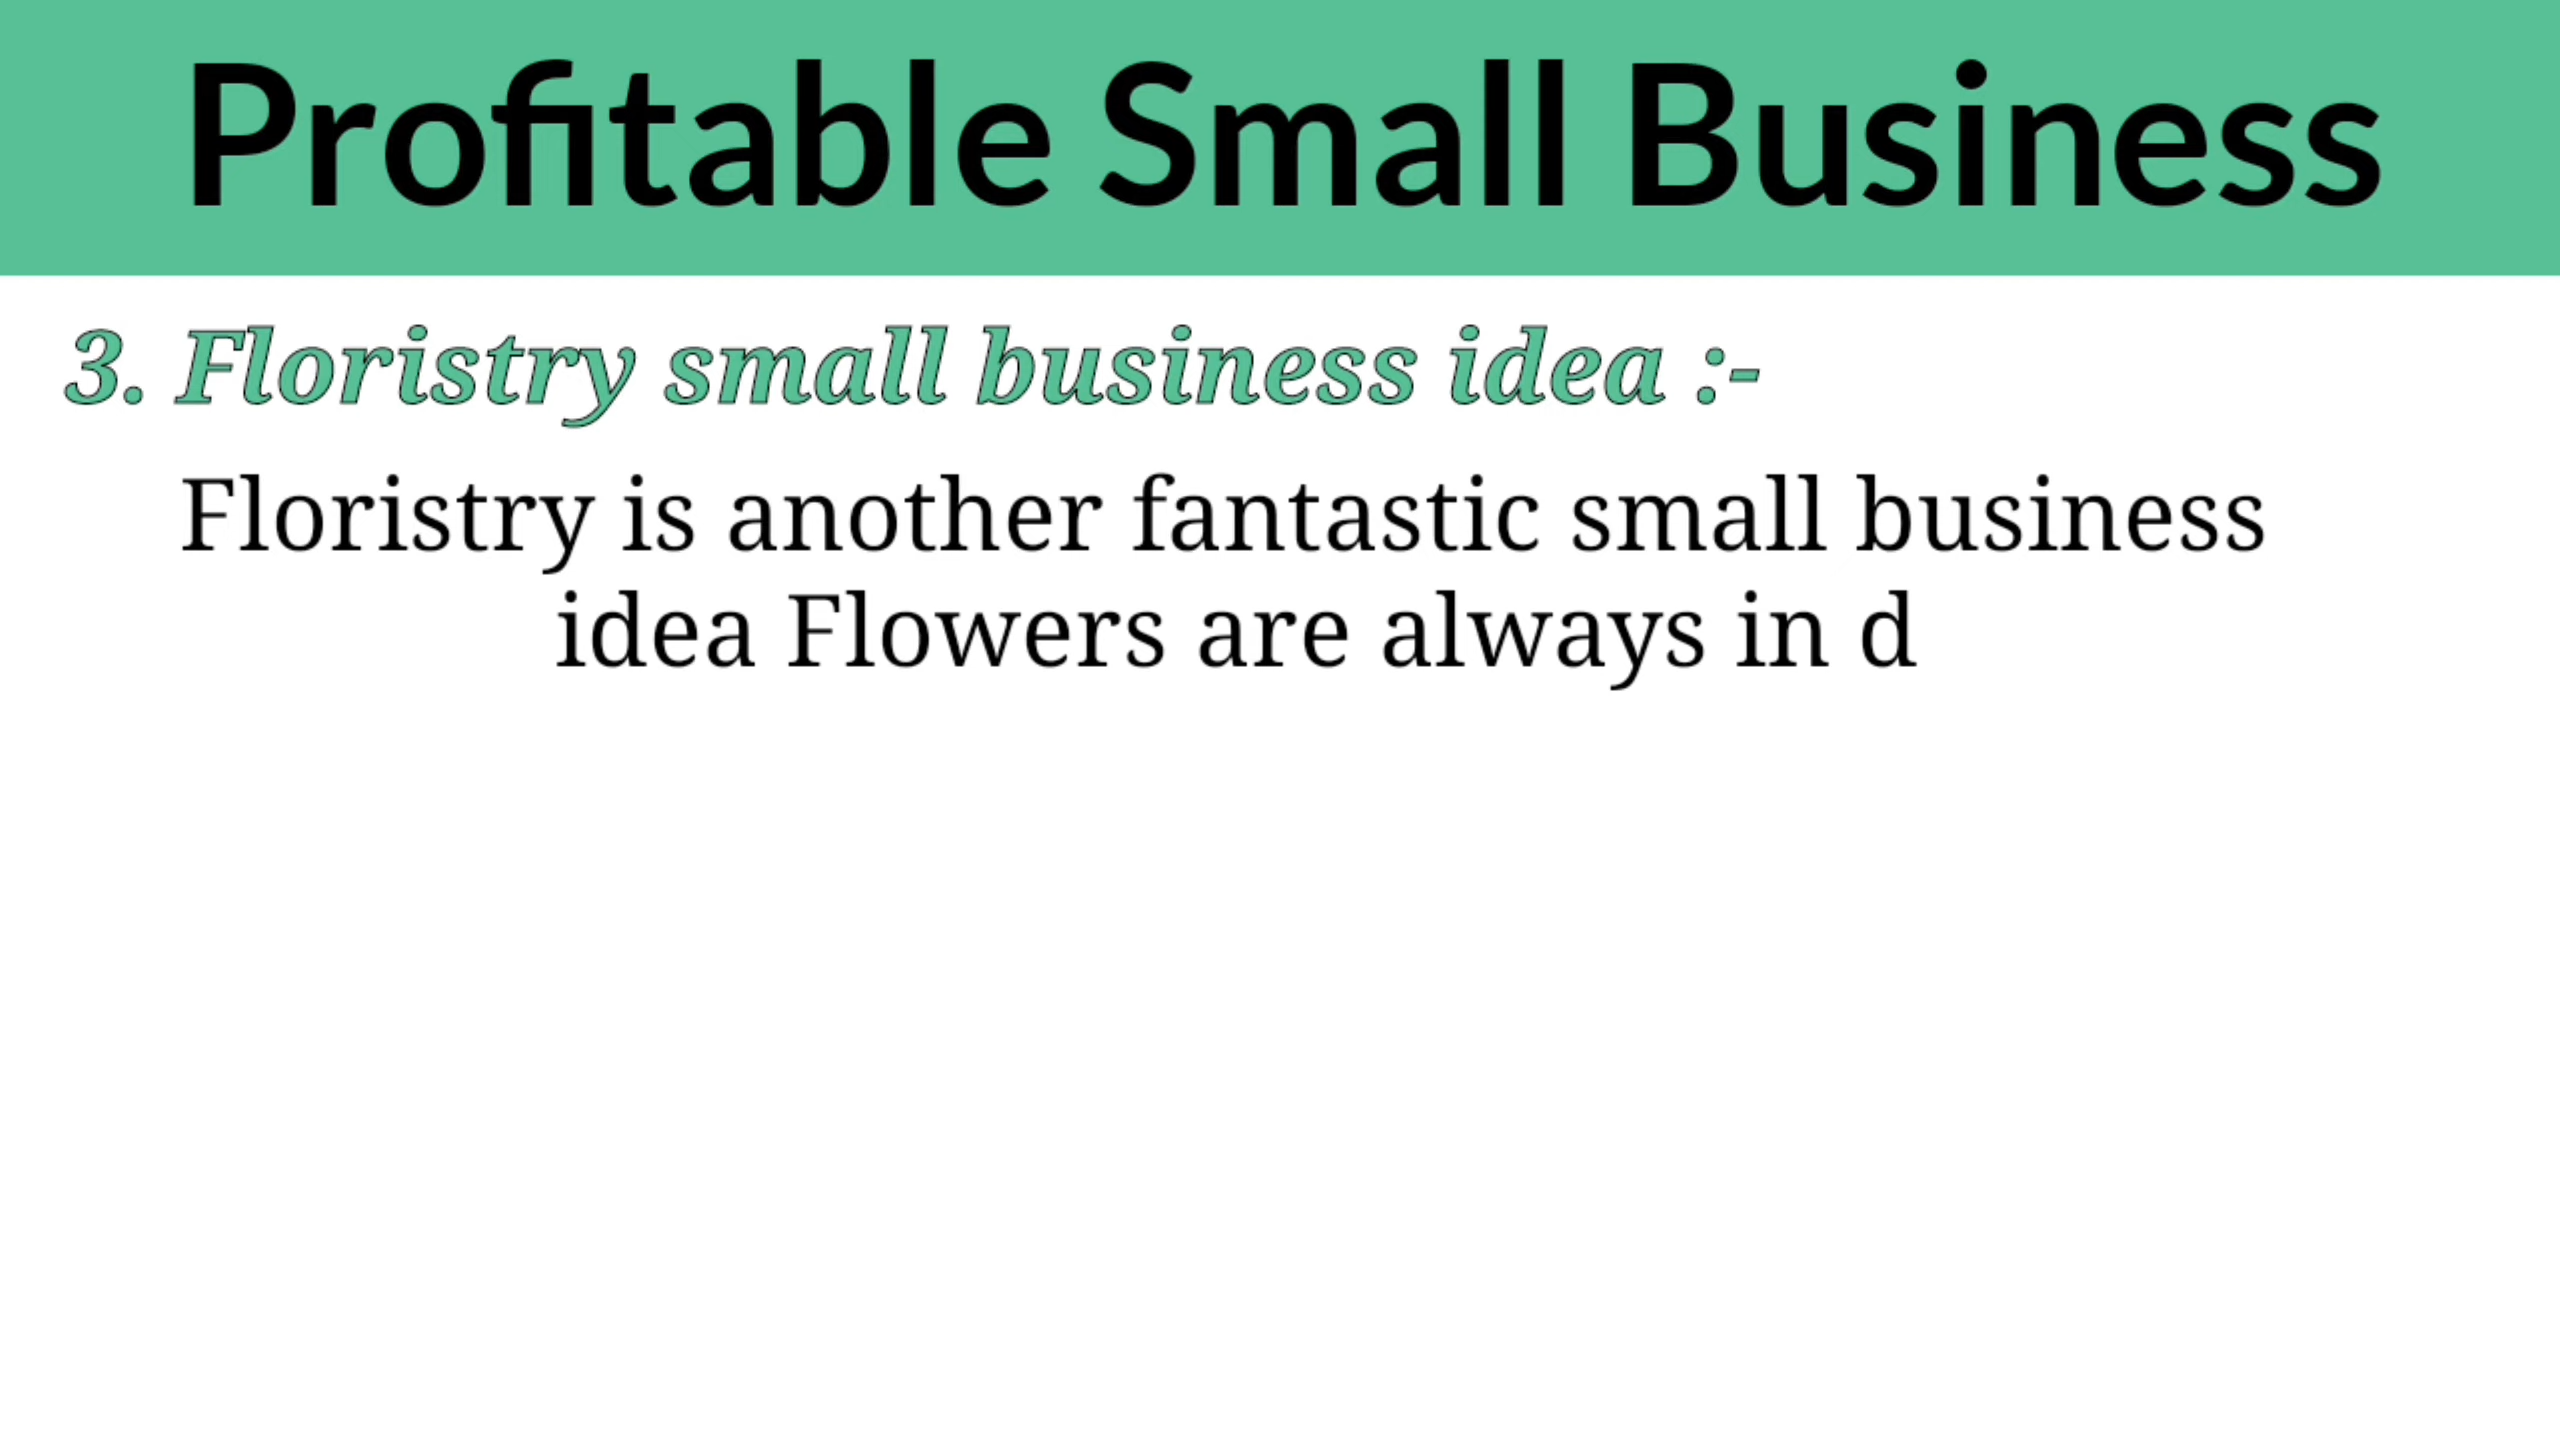 Profitable Small Business
3. Floristry small business idea :-
Floristry is another fantastic small business
idea Flowers are always in d